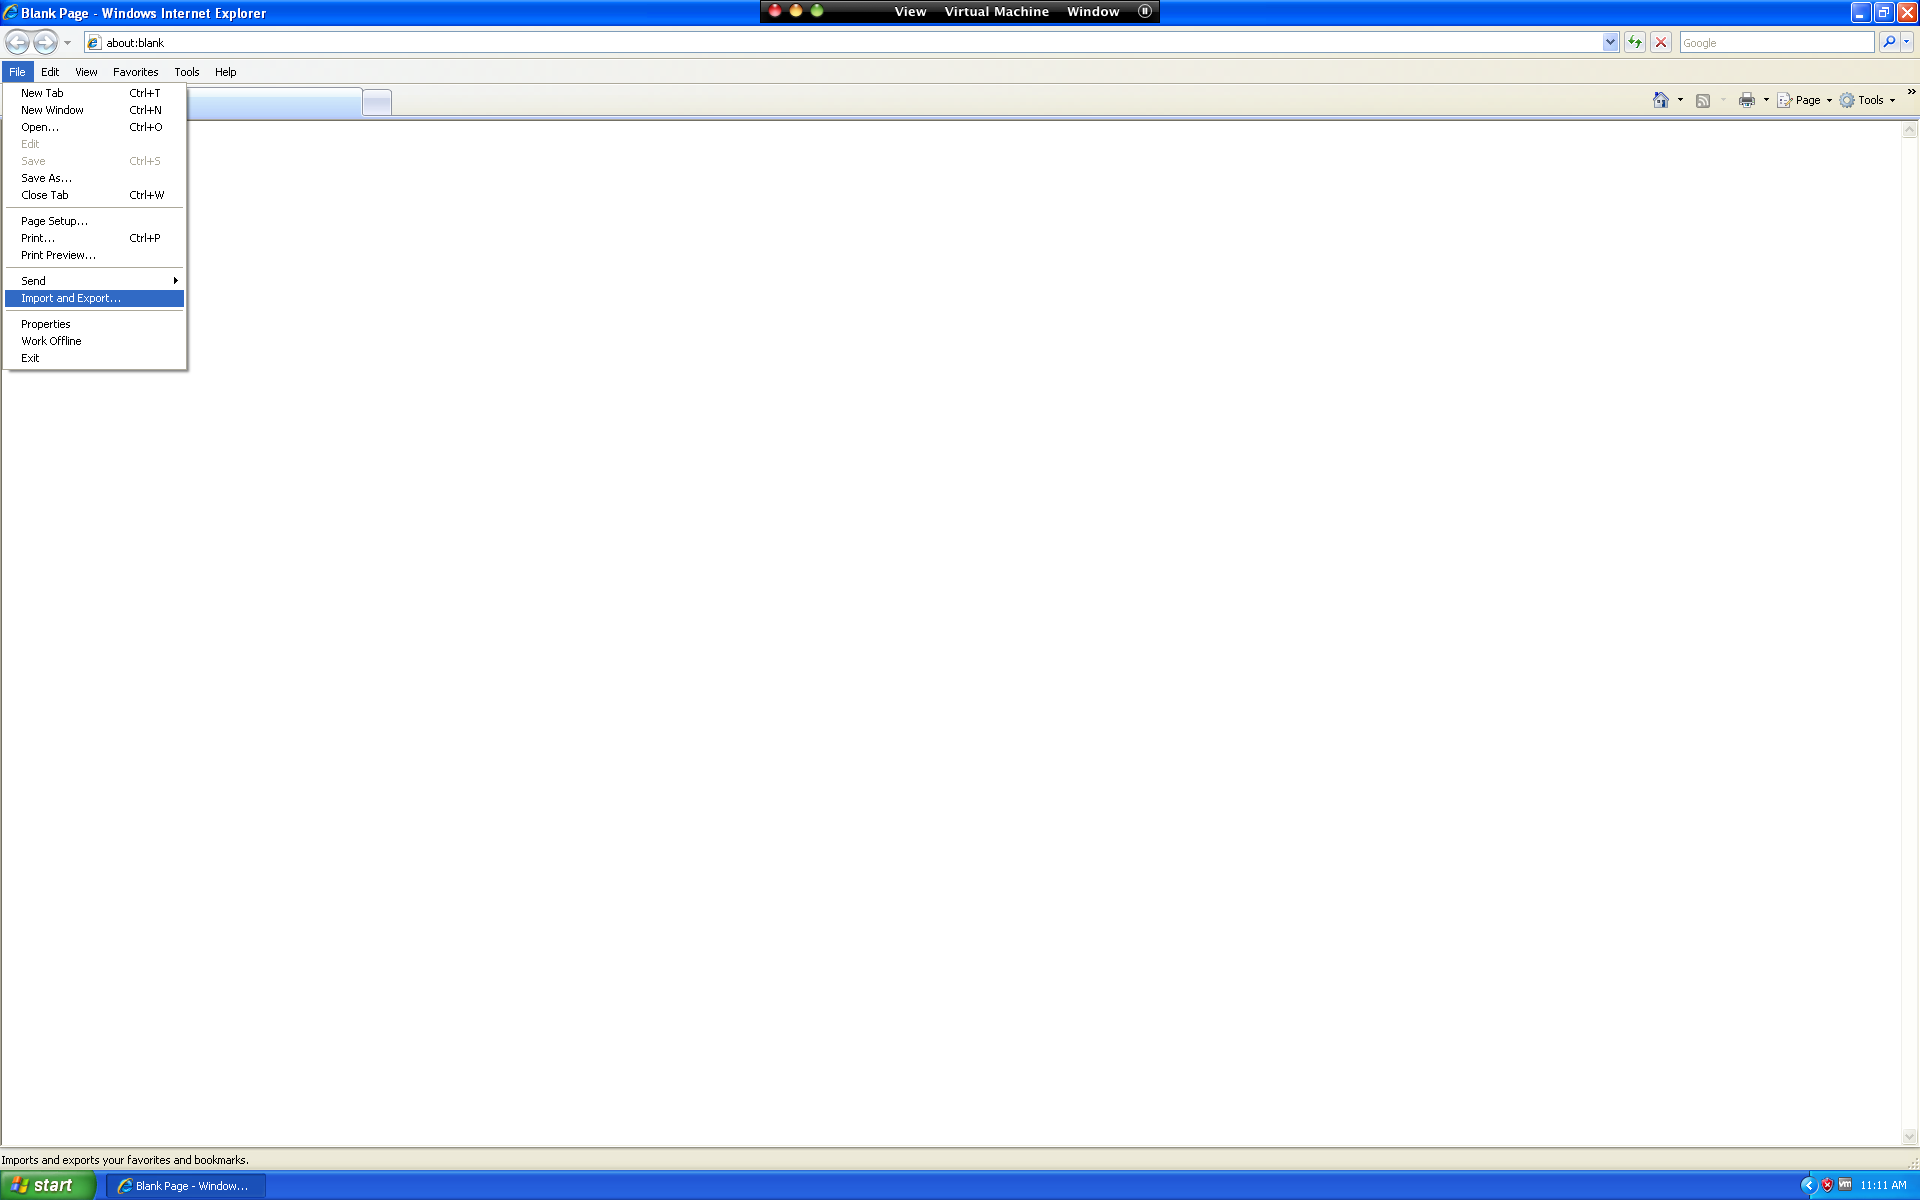 Blank Page - Windows Internet Explorer
View Virtual Machine Window
about:blank
Google
File Edit View Favorites Tools Help
New Tab Ctrl+T
New Window Ctrl+N
Open... Ctrl+O
Edit
Save Ctrl+S
Save As...
Close Tab Ctrl+W
Page Setup...
Print... Ctrl+P
Print Preview...
Send
Import and Export...
Properties
Work Offline
Exit
Page Tools »
Imports and exports your favorites and bookmarks.
start Blank Page - Window... vm 11:11 AM